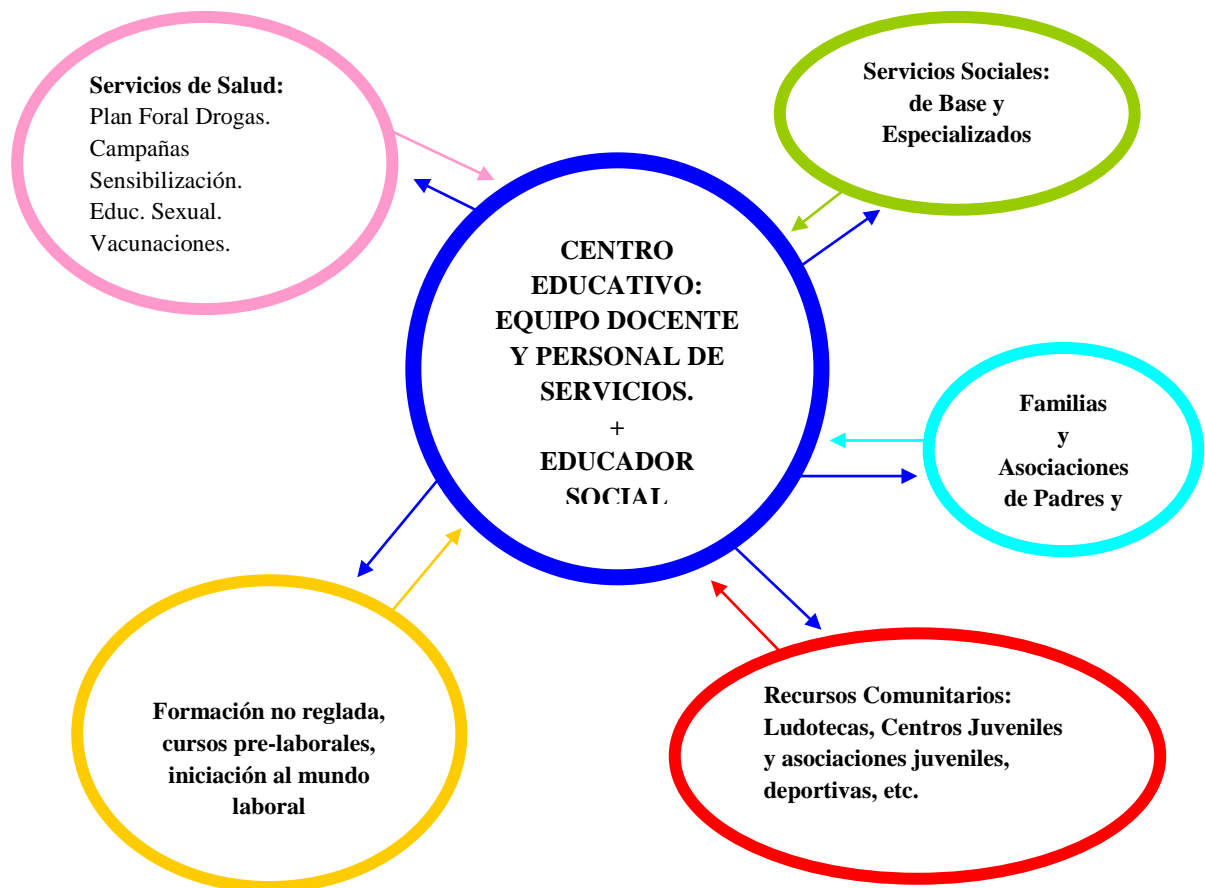 Servicios de Salud:
Plan Foral Drogas.
Campañas
Sensibilización.
Educ. Sexual.
Vacunaciones.
Servicios Sociales:
de Base y
Especializados
CENTRO
EDUCATIVO:
EQUIPO DOCENTE
Y PERSONAL DE
SERVICIOS.
+
EDUCADOR
SOCIAL
Familias
y
Asociaciones
de Padres y
Formación no reglada,
cursos pre-laborales,
iniciación al mundo
laboral
Recursos Comunitarios:
Ludotecas, Centros Juveniles
y asociaciones juveniles,
deportivas, etc.